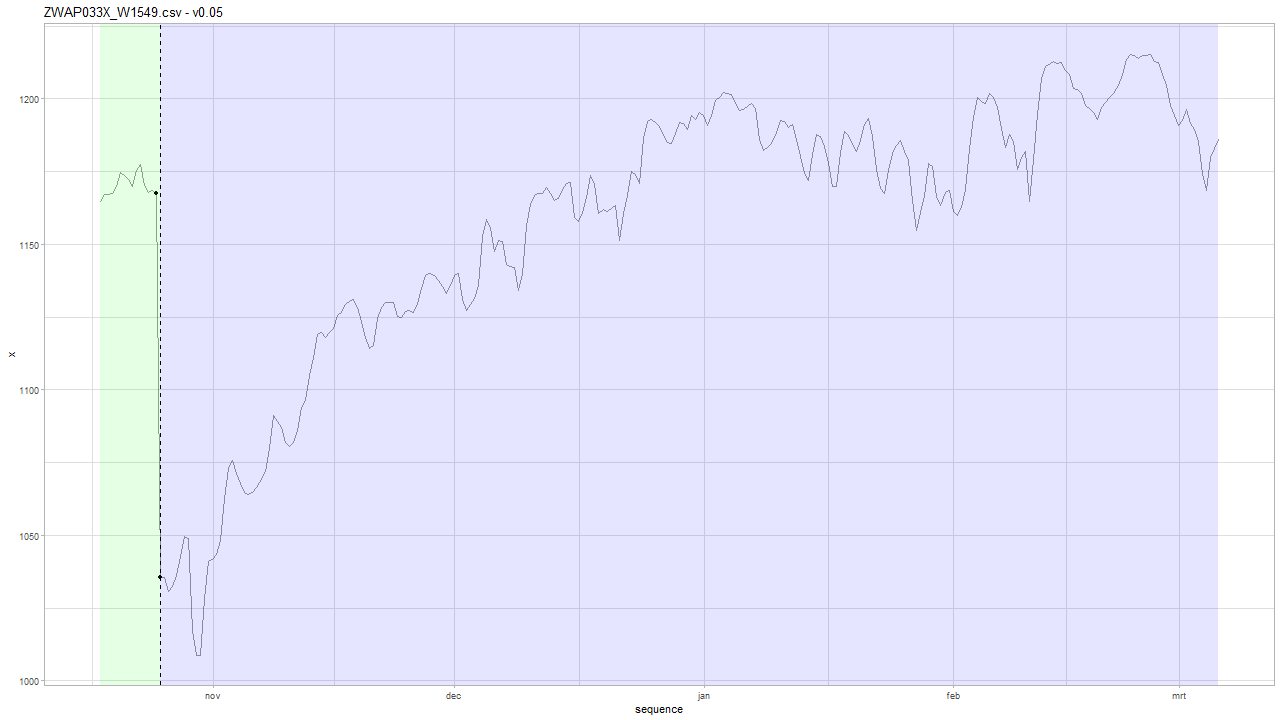 ZWAP033X_W1549.csv - v0.05
1200
1150
1100
1050
1000
x
nov
dec
jan
feb
mrt
sequence